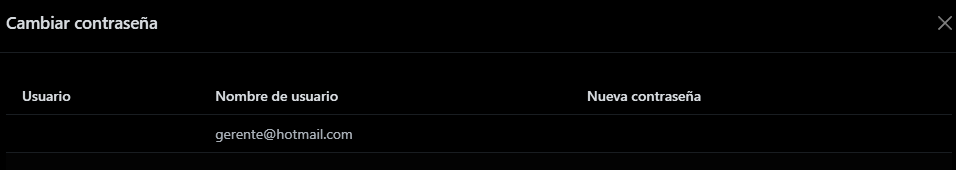 Cambiar contraseña
Usuario Nombre de usuario Nueva contraseña
gerente@hotmail.com